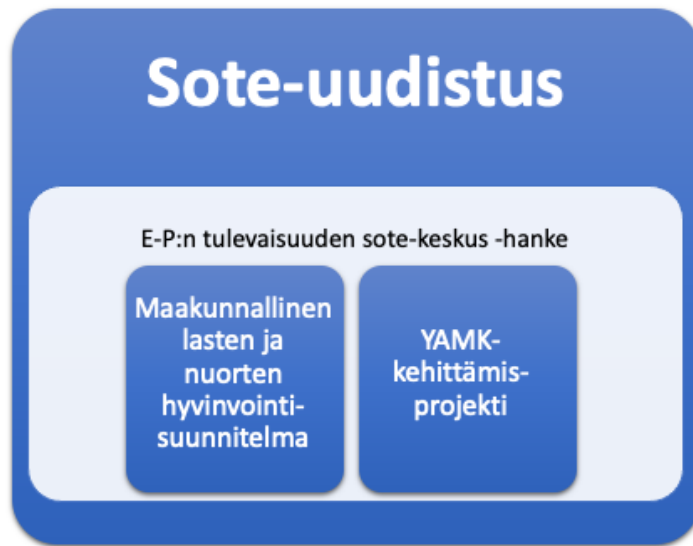 Sote-uudistus
E-P:n tulevaisuuden sote-keskus -hanke
Maakunnallinen
lasten ja
nuorten
hyvinvointi-
suunnitelma
YAMK-
kehittämis-
projekti